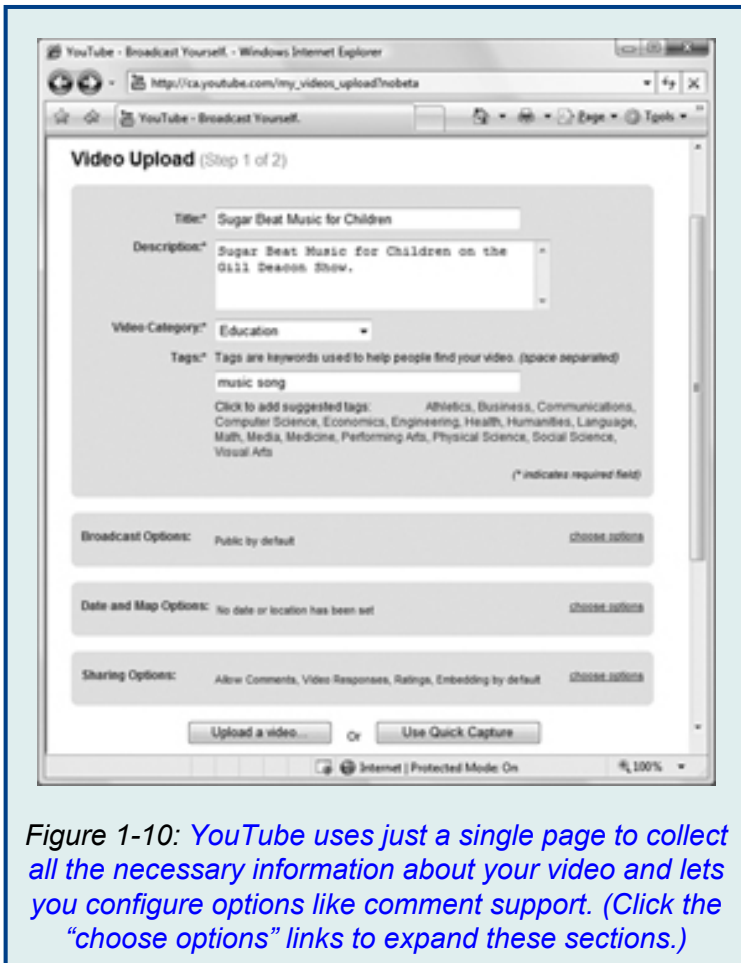 YouTube - Broadcast Yourself. - Windows Internet Explorer
http://ca.youtube.com/my_videos_upload?nobeta
YouTube - Broadcast Yourself.
Page
Tools
Video Upload (Step 1 of 2)
Title:* Sugar Beat Music for Children
Description:* Sugar Beat Music for Children on the
Gill Deacon Show.
Video Category:* Education
Tags:* Tags are keywords used to help people find your video. (space separated)
music song
Click to add suggested tags: Athletics, Business, Communications,
Computer Science, Economics, Engineering, Health, Humanities, Language,
Math, Media, Medicine, Performing Arts, Physical Science, Social Science,
Visual Arts
(* indicates required field)
Broadcast Options: Public by default choose options
Date and Map Options: No date or location has been set choose options
Sharing Options: Allow Comments, Video Responses, Ratings, Embedding by default choose options
Upload a video... Or Use Quick Capture
Internet | Protected Mode: On 100%
Figure 1-10: YouTube uses just a single page to collect
all the necessary information about your video and lets
you configure options like comment support. (Click the
“choose options” links to expand these sections.)